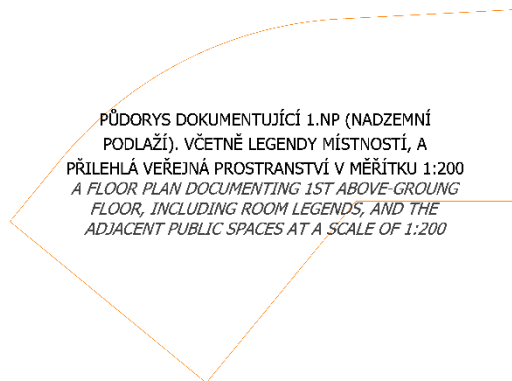 PŮDORYS DOKUMENTUJÍCÍ 1.NP (NADZEMNÍ
PODLAŽÍ). VČETNĚ LEGENDY MÍSTNOSTÍ, A
PŘILEHLÁ VEŘEJNÁ PROSTRANSTVÍ V MĚŘÍTKU 1:200
A FLOOR PLAN DOCUMENTING 1ST ABOVE-GROUNG
FLOOR, INCLUDING ROOM LEGENDS, AND THE
ADJACENT PUBLIC SPACES AT A SCALE OF 1:200